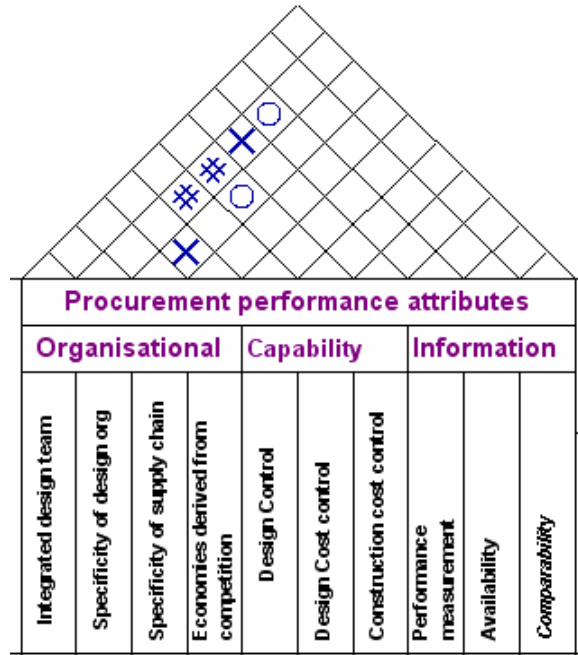 Procurement performance attributes
Organisational
Capability
Information
Integrated design team
Specificity of design org
Specificity of supply chain
Economies derived from
competition
Design Control
Design Cost control
Construction cost control
Performance
measurement
Availability
Comparability